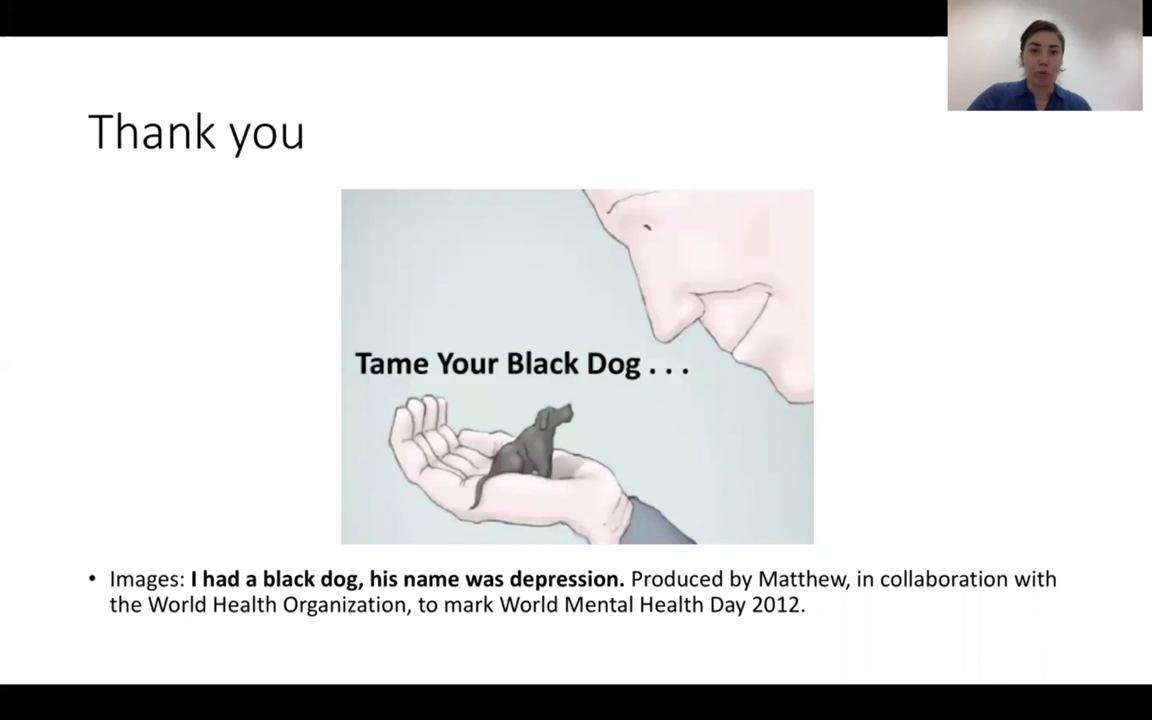 Thank you
Tame Your Black Dog . . .
• Images: I had a black dog, his name was depression. Produced by Matthew, in collaboration with
the World Health Organization, to mark World Mental Health Day 2012.